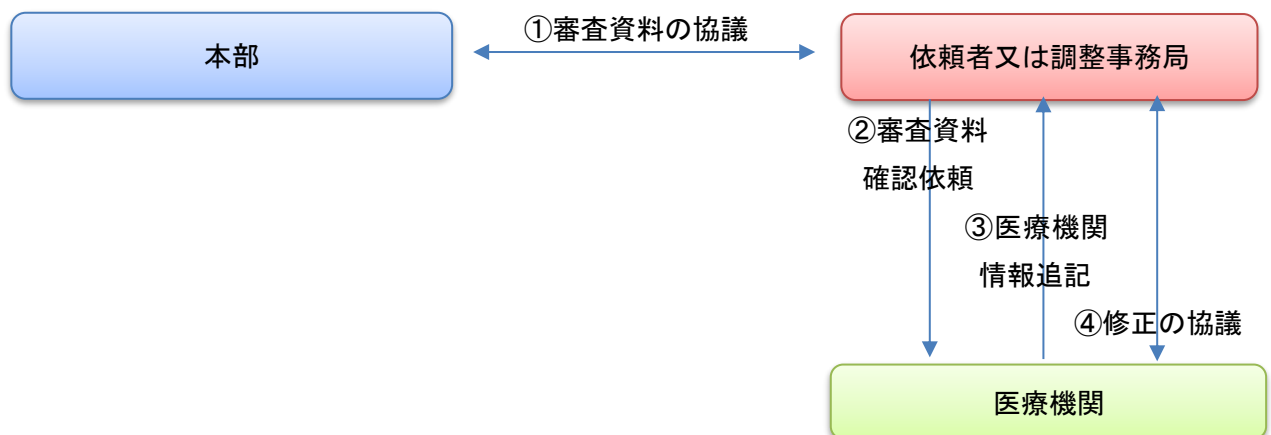 ①審査資料の協議
本部
依頼者又は調整事務局
②審査資料
確認依頼
③医療機関
情報追記
④修正の協議
医療機関